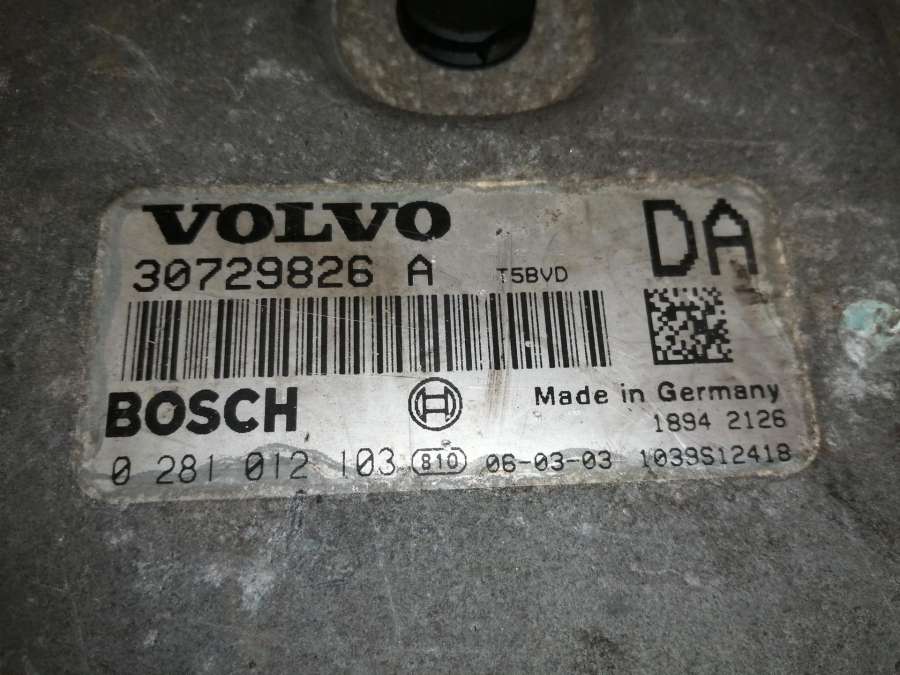 VOLVO
DA
30729826 A T5BVD
BOSCH
Made in Germany
1894 2126
0 281 012 103 810 06-03-03 1039S12418